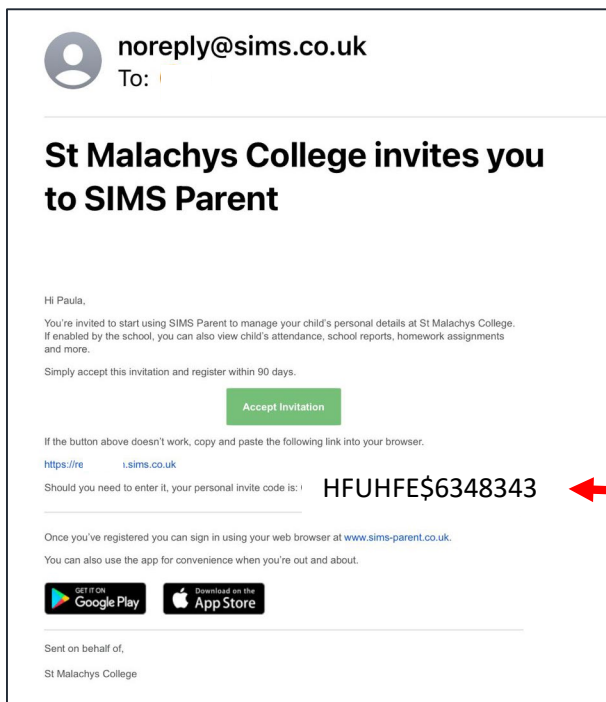 noreply@sims.co.uk
To:
St Malachys College invites you
to SIMS Parent
Hi Paula,
You're invited to start using SIMS Parent to manage your child's personal details at St Malachys College.
If enabled by the school, you can also view child's attendance, school reports, homework assignments
and more.
Simply accept this invitation and register within 90 days.
Accept Invitation
If the button above doesn't work, copy and paste the following link into your browser.
https://re .sims.co.uk
Should you need to enter it, your personal invite code is: HFUHFE$6348343
Once you've registered you can sign in using your web browser at www.sims-parent.co.uk.
You can also use the app for convenience when you're out and about.
GET IT ON
Google Play
Download on the
App Store
Sent on behalf of,
St Malachys College